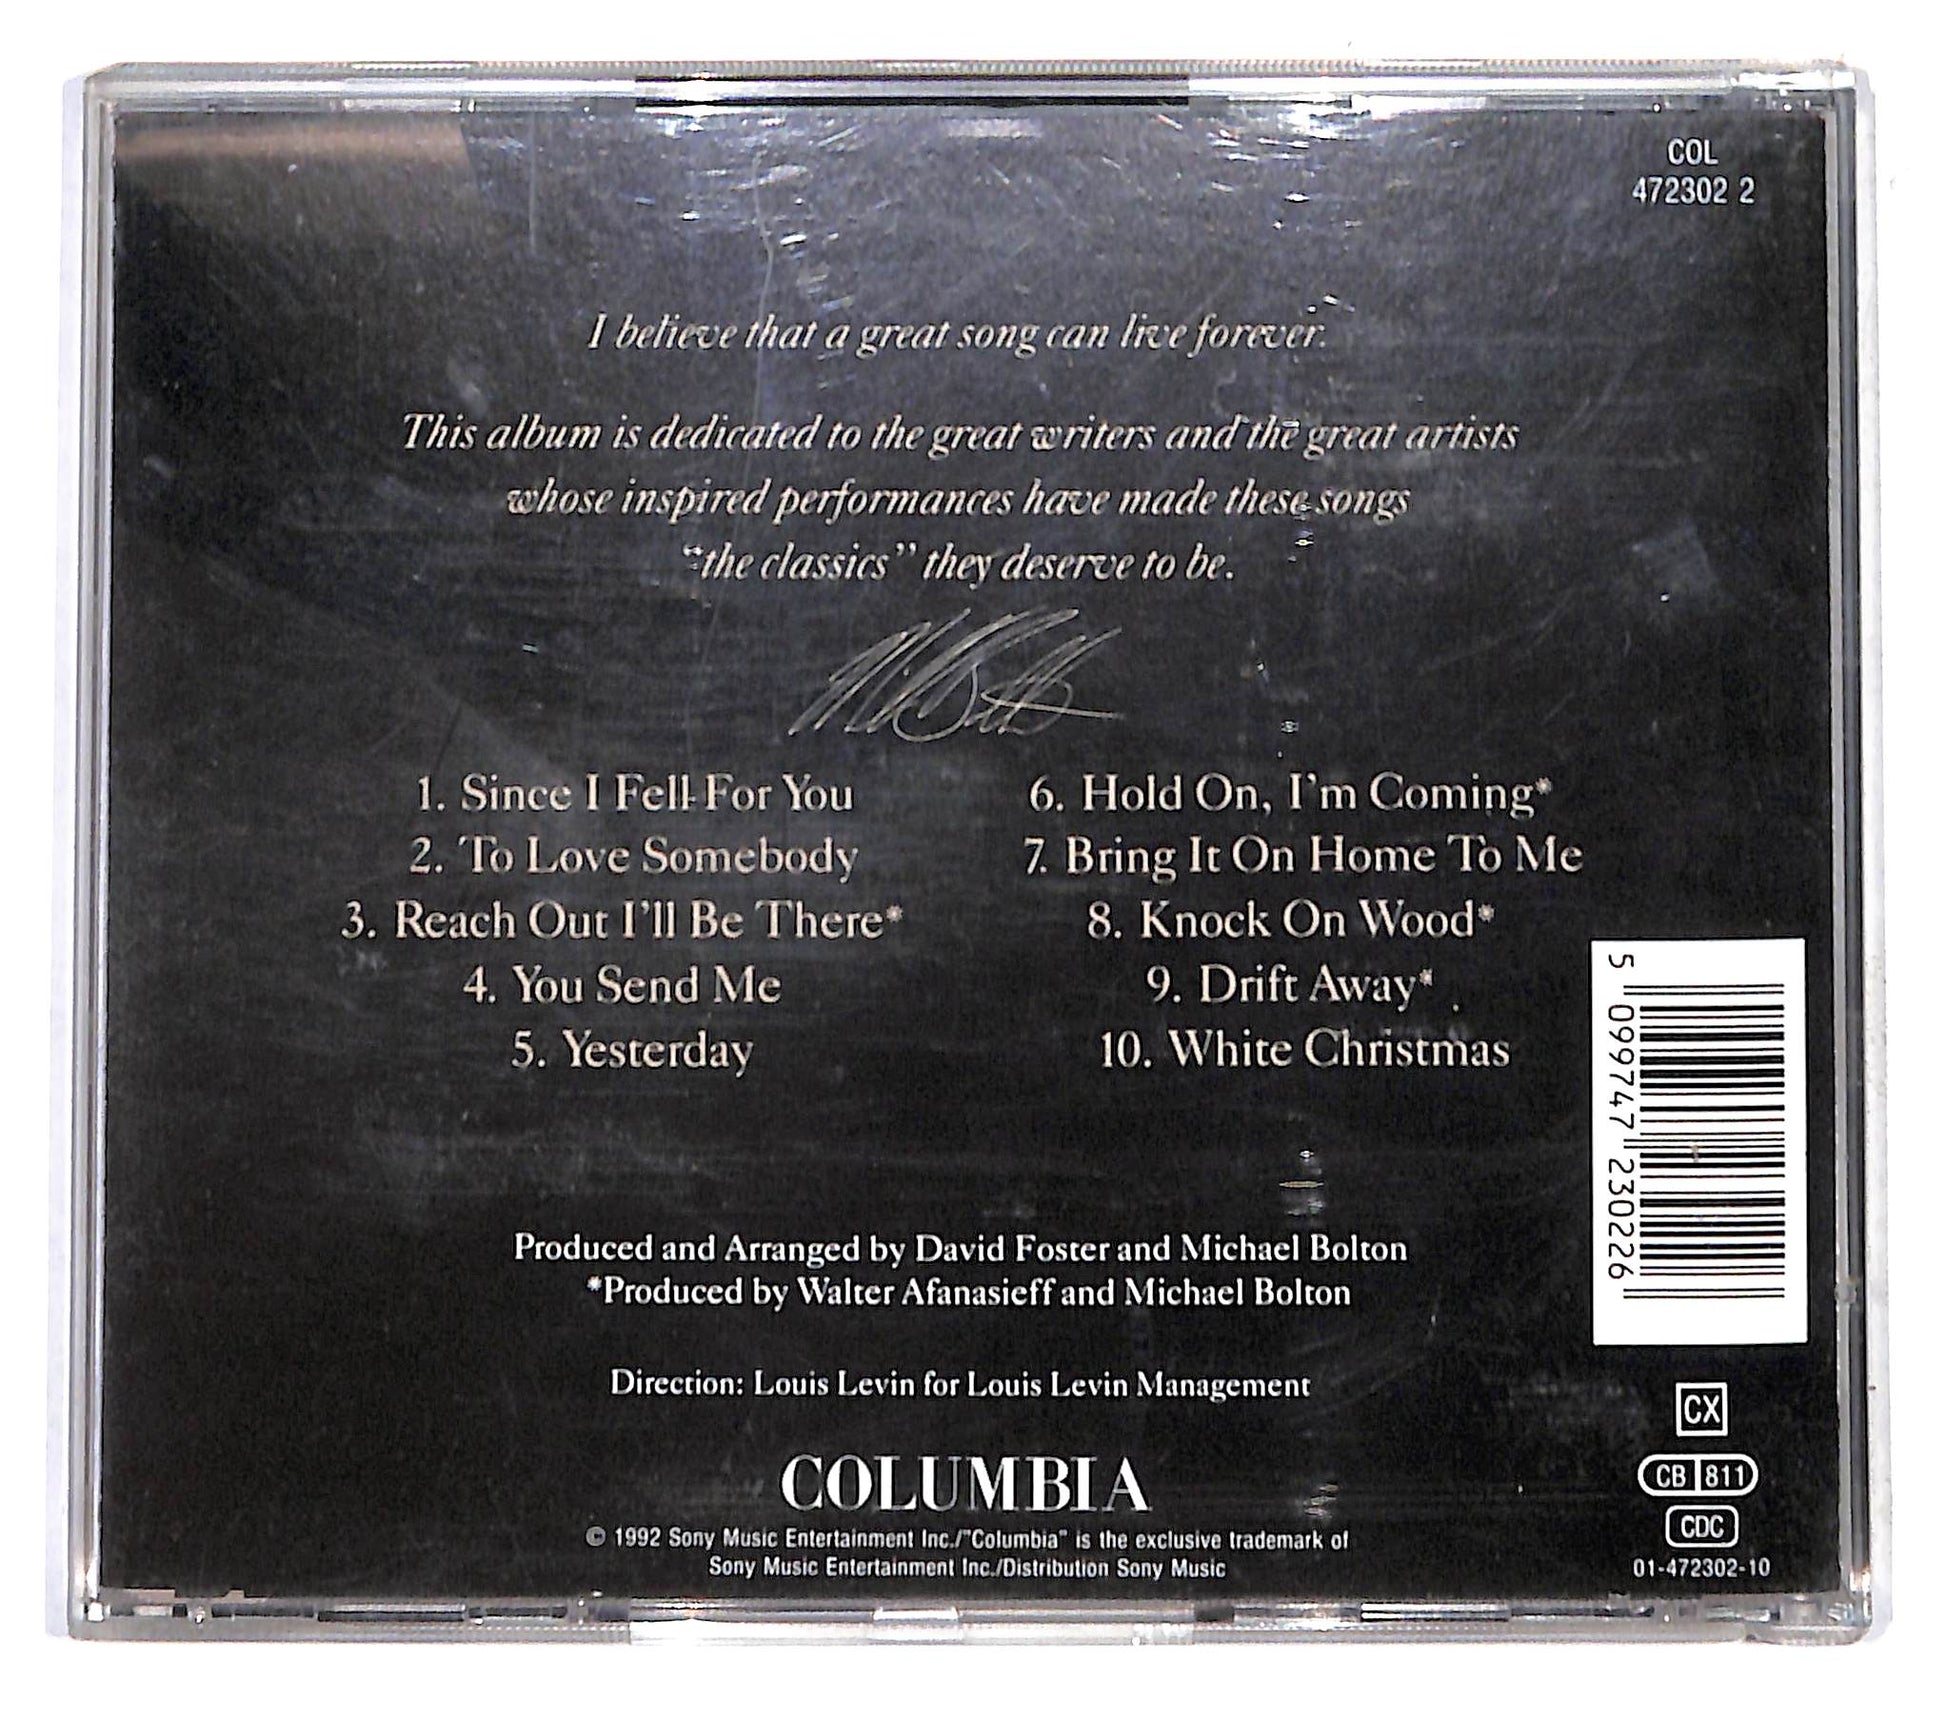 COL
472302 2
I believe that a great song can live forever.
This album is dedicated to the great writers and the great artists
whose inspired performances have made these songs
“the classics” they deserve to be.
1. Since I Fell For You
2. To Love Somebody
3. Reach Out I'll Be There*
4. You Send Me
5. Yesterday
6. Hold On, I'm Coming*
7. Bring It On Home To Me
8. Knock On Wood*
9. Drift Away*
10. White Christmas
5 099747 230226
Produced and Arranged by David Foster and Michael Bolton
*Produced by Walter Afanasieff and Michael Bolton
Direction: Louis Levin for Louis Levin Management
COLUMBIA
© 1992 Sony Music Entertainment Inc./"Columbia" is the exclusive trademark of
Sony Music Entertainment Inc./Distribution Sony Music
CX
CB 811
CDC
01-472302-10